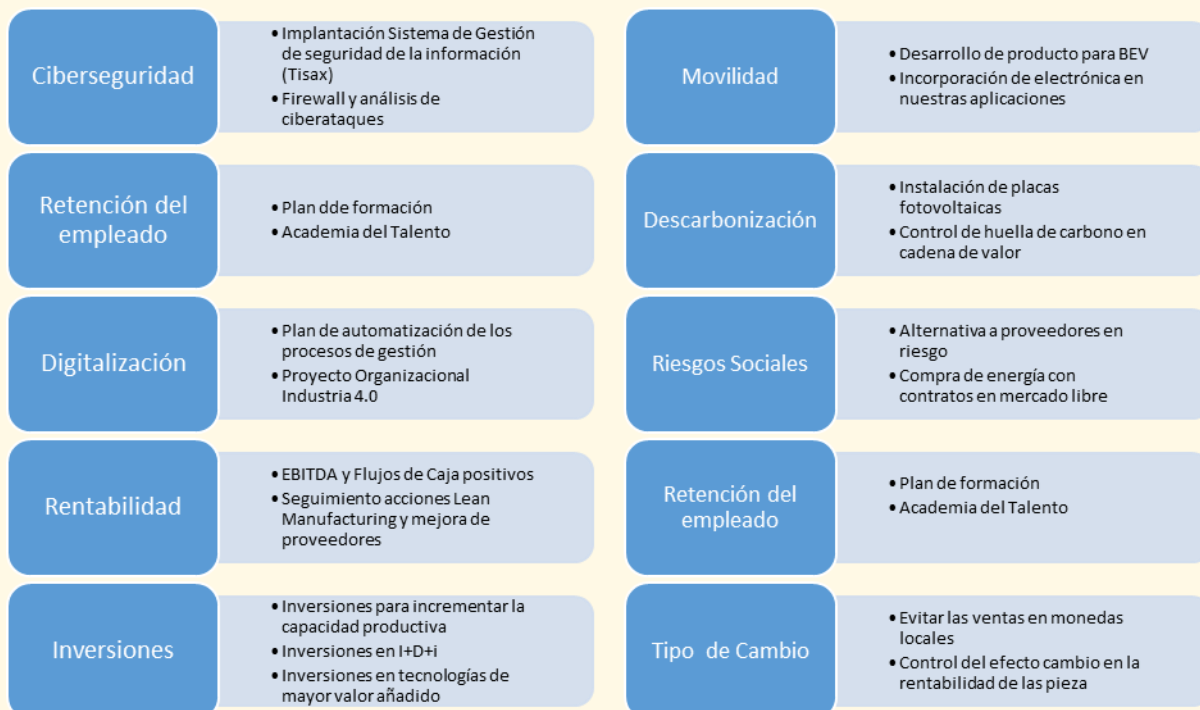 Ciberseguridad
• Implantación Sistema de Gestión
de seguridad de la información
(Tisax)
• Firewall y análisis de
ciberataques
Retención del
empleado
• Plan dde formación
• Academia del Talento
Digitalización
• Plan de automatización de los
procesos de gestión
• Proyecto Organizacional
Industria 4.0
Rentabilidad
• EBITDA y Flujos de Caja positivos
• Seguimiento acciones Lean
Manufacturing y mejora de
proveedores
Inversiones
• Inversiones para incrementar la
capacidad productiva
• Inversiones en I+D+i
• Inversiones en tecnologías de
mayor valor añadido
Movilidad
• Desarrollo de producto para BEV
• Incorporación de electrónica en
nuestras aplicaciones
Descarbonización
• Instalación de placas
fotovoltaicas
• Control de huella de carbono en
cadena de valor
Riesgos Sociales
• Alternativa a proveedores en
riesgo
• Compra de energía con
contratos en mercado libre
Retención del
empleado
• Plan de formación
• Academia del Talento
Tipo de Cambio
• Evitar las ventas en monedas
locales
• Control del efecto cambio en la
rentabilidad de las pieza